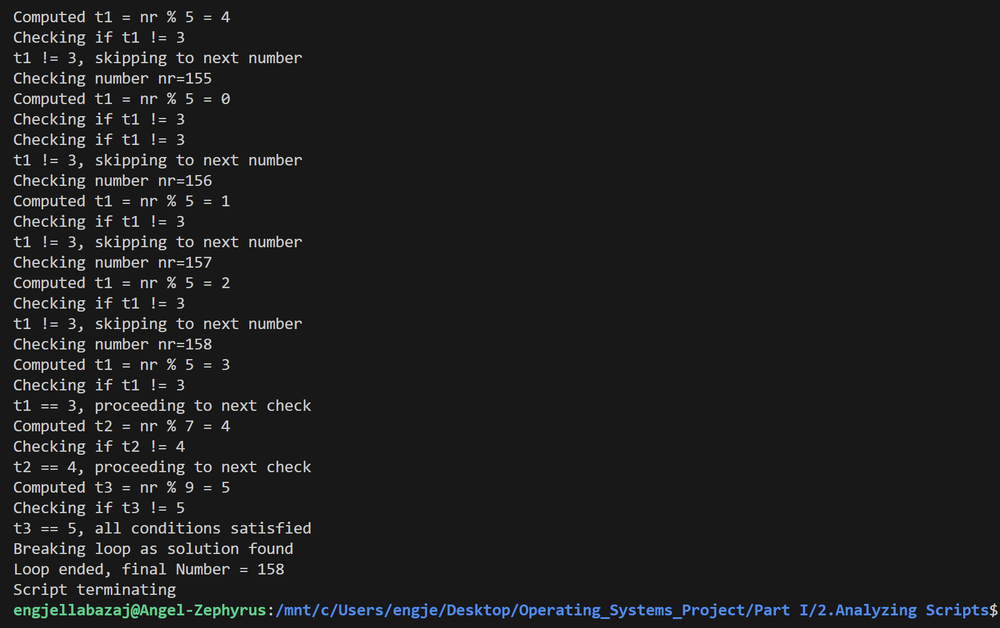 Computed t1 = nr % 5 = 4
Checking if t1 != 3
t1 != 3, skipping to next number
Checking number nr=155
Computed t1 = nr % 5 = 0
Checking if t1 != 3
Checking if t1 != 3
t1 != 3, skipping to next number
Checking number nr=156
Computed t1 = nr % 5 = 1
Checking if t1 != 3
t1 != 3, skipping to next number
Checking number nr=157
Computed t1 = nr % 5 = 2
Checking if t1 != 3
t1 != 3, skipping to next number
Checking number nr=158
Computed t1 = nr % 5 = 3
Checking if t1 != 3
t1 == 3, proceeding to next check
Computed t2 = nr % 7 = 4
Checking if t2 != 4
t2 == 4, proceeding to next check
Computed t3 = nr % 9 = 5
Checking if t3 != 5
t3 == 5, all conditions satisfied
Breaking loop as solution found
Loop ended, final Number = 158
Script terminating
engjellabazaj@Angel-Zephyrus:/mnt/c/Users/engje/Desktop/Operating_Systems_Project/Part I/2.Analyzing Scripts$